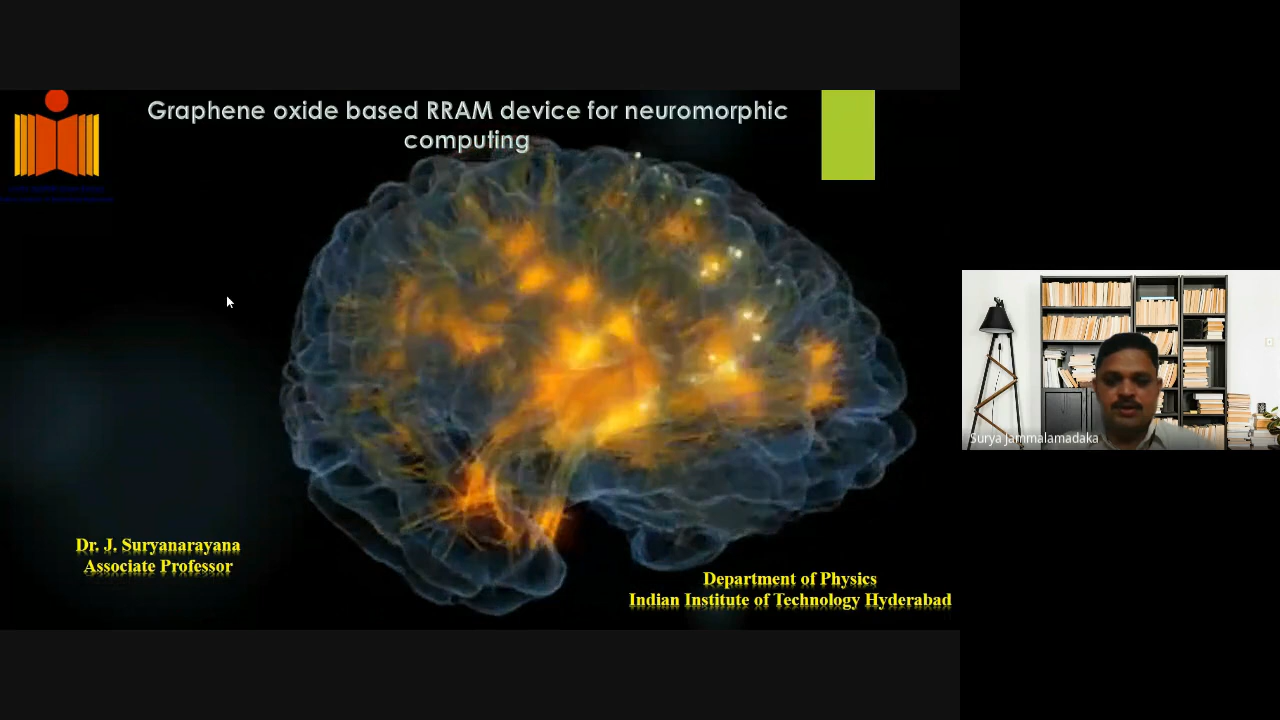 Graphene oxide based RRAM device for neuromorphic
computing
Surya Jammalamadaka
Dr. J. Suryanarayana
Associate Professor
Department of Physics
Indian Institute of Technology Hyderabad